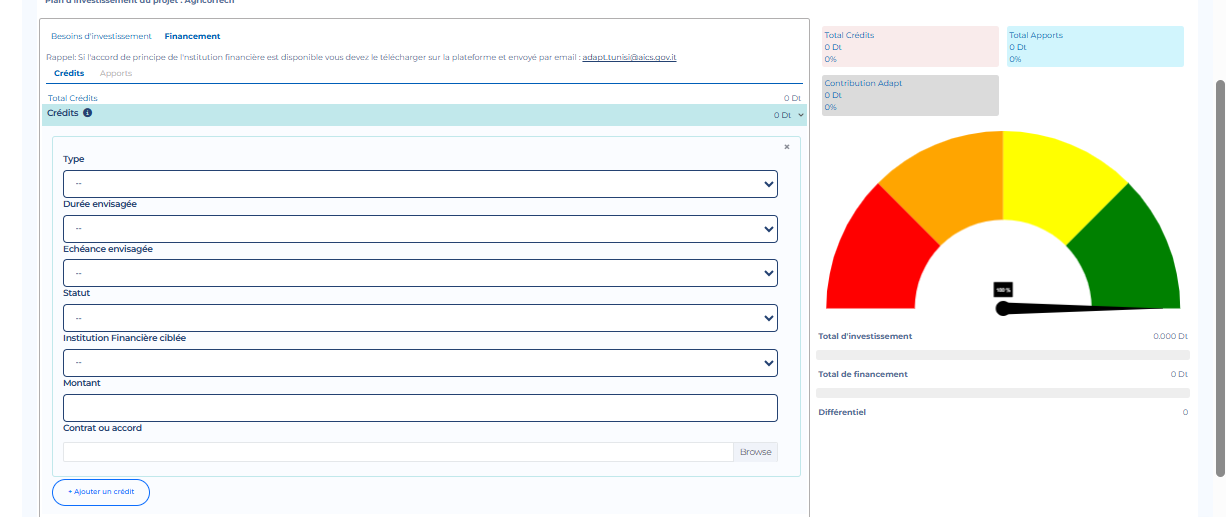 Plan d'investissement du projet : Agricorrech
Besoins d'investissement Financement
Rappel: Si l'accord de principe de l'nstitution financière est disponible vous devez le télécharger sur la plateforme et envoyé par email : adapt.tunisi@aics.gov.it
Crédits Apports
Total Crédits 0 Dt
Crédits 0 Dt
Type
--
Durée envisagée
--
Echéance envisagée
--
Statut
--
Institution Financière ciblée
--
Montant
Contrat ou accord
Browse
+ Ajouter un crédit
Total Crédits
0 Dt
0%
Total Apports
0 Dt
0%
Contribution Adapt
0 Dt
0%
100 %
Total d'investissement 0.000 Dt
Total de financement 0 Dt
Différentiel 0